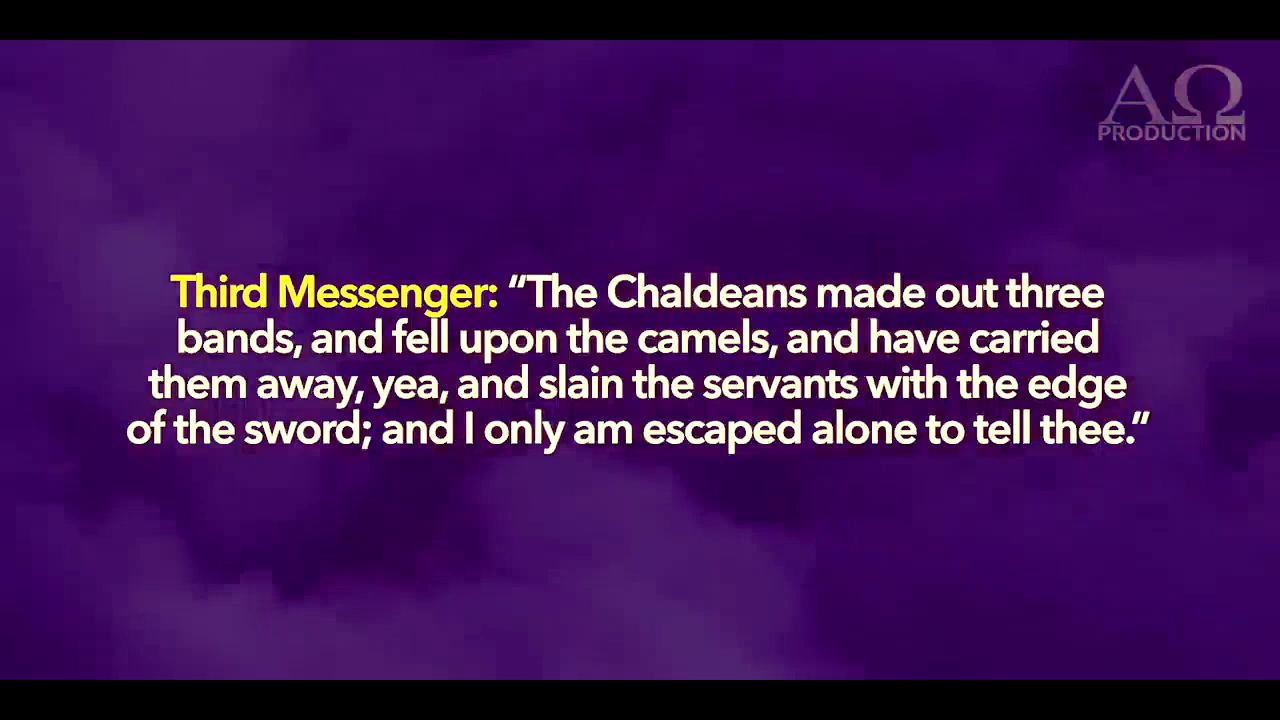 ΑΩ
PRODUCTION
Third Messenger: “The Chaldeans made out three
bands, and fell upon the camels, and have carried
them away, yea, and slain the servants with the edge
of the sword; and I only am escaped alone to tell thee.”